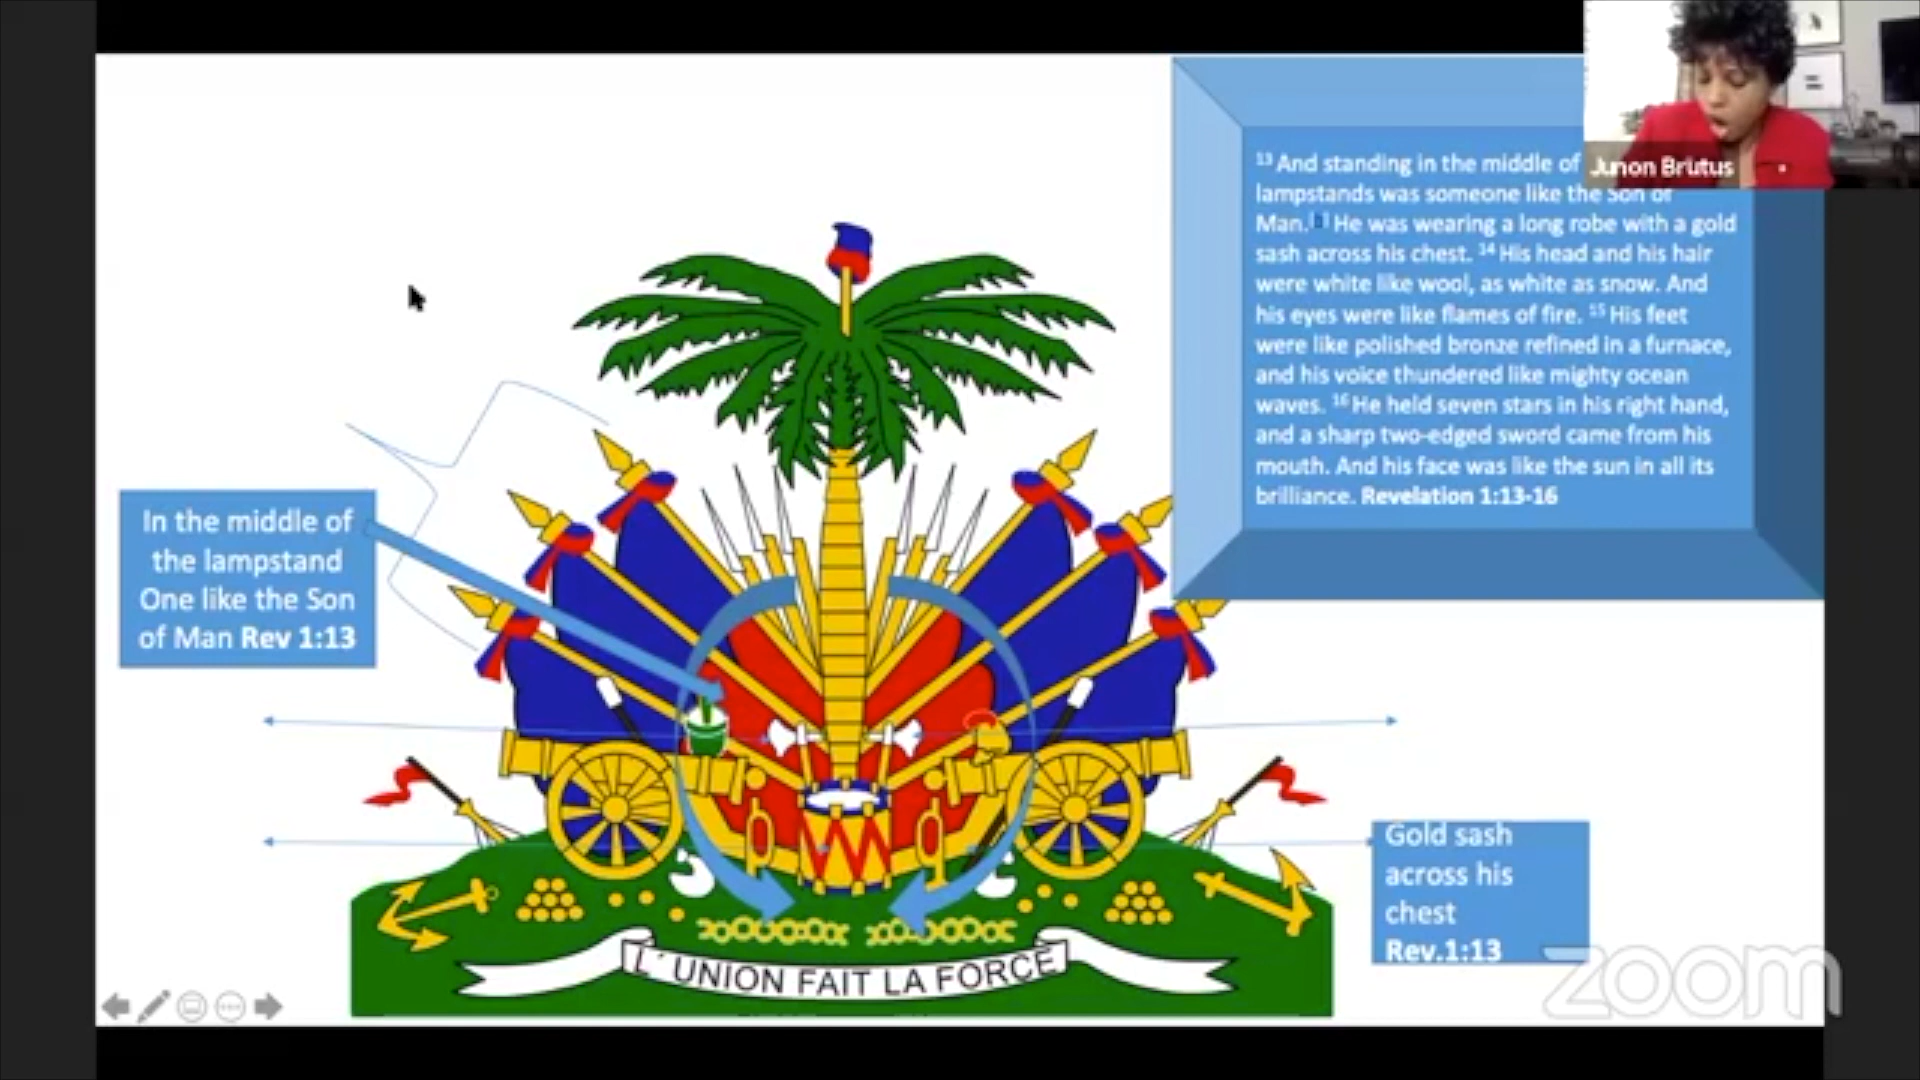 ¹³ And standing in the middle of
lampstands was someone like the Son of
Man.[ ] He was wearing a long robe with a gold
sash across his chest. ¹⁴ His head and his hair
were white like wool, as white as snow. And
his eyes were like flames of fire. ¹⁵ His feet
were like polished bronze refined in a furnace,
and his voice thundered like mighty ocean
waves. ¹⁶ He held seven stars in his right hand,
and a sharp two-edged sword came from his
mouth. And his face was like the sun in all its
brilliance. Revelation 1:13-16
Junon Brutus
In the middle of
the lampstand
One like the Son
of Man Rev 1:13
Gold sash
across his
chest
Rev.1:13
L' UNION FAIT LA FORCE
zoom